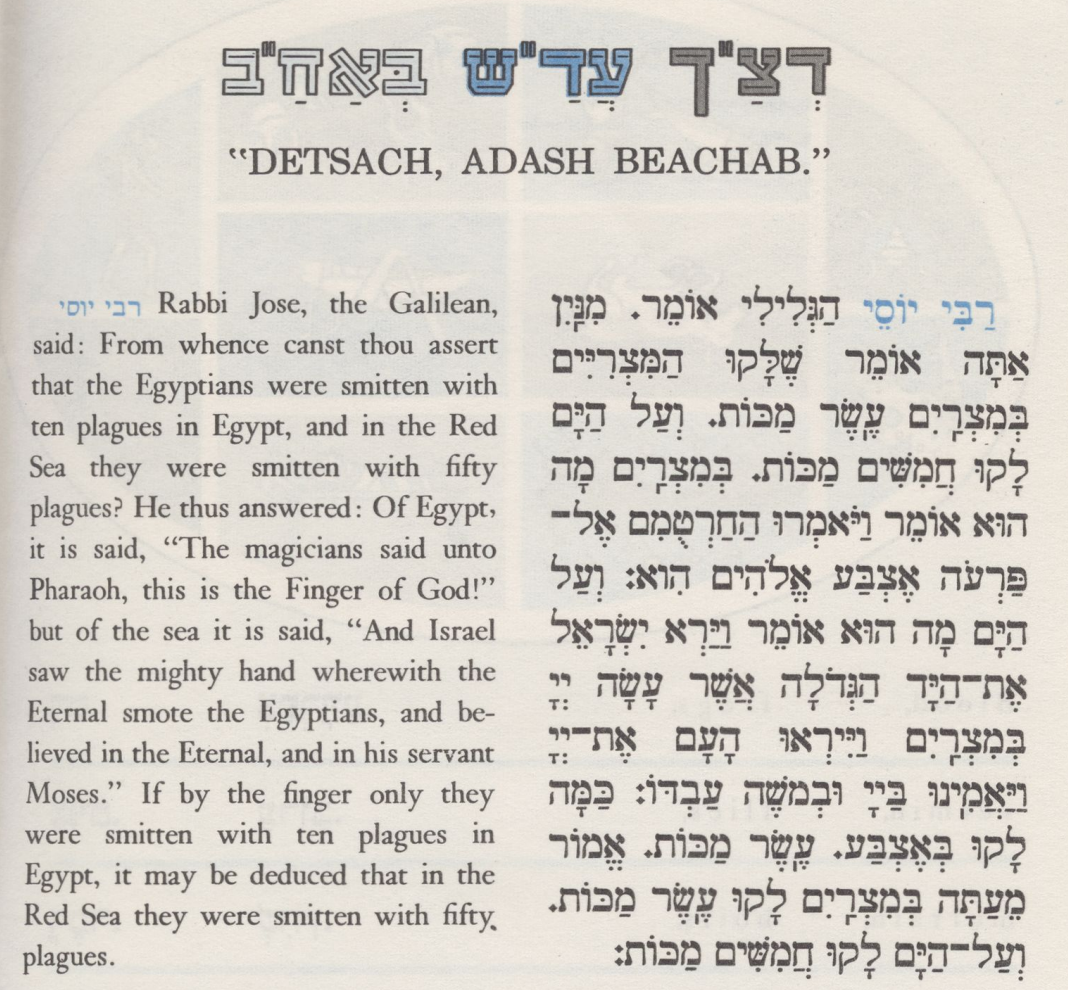 דְּצַ"ךְ עֲדַ"שׁ בְּאַחַ"ב
“DETSACH, ADASH BEACHAB.”
רבי יוסי Rabbi Jose, the Galilean,
said: From whence canst thou assert
that the Egyptians were smitten with
ten plagues in Egypt, and in the Red
Sea they were smitten with fifty
plagues? He thus answered: Of Egypt,
it is said, “The magicians said unto
Pharaoh, this is the Finger of God!”
but of the sea it is said, “And Israel
saw the mighty hand wherewith the
Eternal smote the Egyptians, and be-
lieved in the Eternal, and in his servant
Moses.” If by the finger only they
were smitten with ten plagues in
Egypt, it may be deduced that in the
Red Sea they were smitten with fifty
plagues.
רַבִּי יוֹסֵי הַגְּלִילִי אוֹמֵר. מִנַּיִן
אַתָּה אוֹמֵר שֶׁלָּקוּ הַמִּצְרִיִּים
בְּמִצְרַיִם עֶשֶׂר מַכּוֹת. וְעַל הַיָּם
לָקוּ חֲמִשִּׁים מַכּוֹת. בְּמִצְרַיִם מָה
הוּא אוֹמֵר וַיֹּאמְרוּ הַחַרְטֻמִּם אֶל־
פַּרְעֹה אֶצְבַּע אֱלֹהִים הִוא: וְעַל
הַיָּם מָה הוּא אוֹמֵר וַיַּרְא יִשְׂרָאֵל
אֶת־הַיָּד הַגְּדֹלָה אֲשֶׁר עָשָׂה יְיָ
בְּמִצְרַיִם וַיִּירְאוּ הָעָם אֶת־יְיָ
וַיַּאֲמִינוּ בַּיְיָ וּבְמֹשֶׁה עַבְדּוֹ: כַּמָּה
לָקוּ בְּאֶצְבַּע. עֶשֶׂר מַכּוֹת. אֱמוֹר
מֵעַתָּה בְּמִצְרַיִם לָקוּ עֶשֶׂר מַכּוֹת.
וְעַל־הַיָּם לָקוּ חֲמִשִּׁים מַכּוֹת: